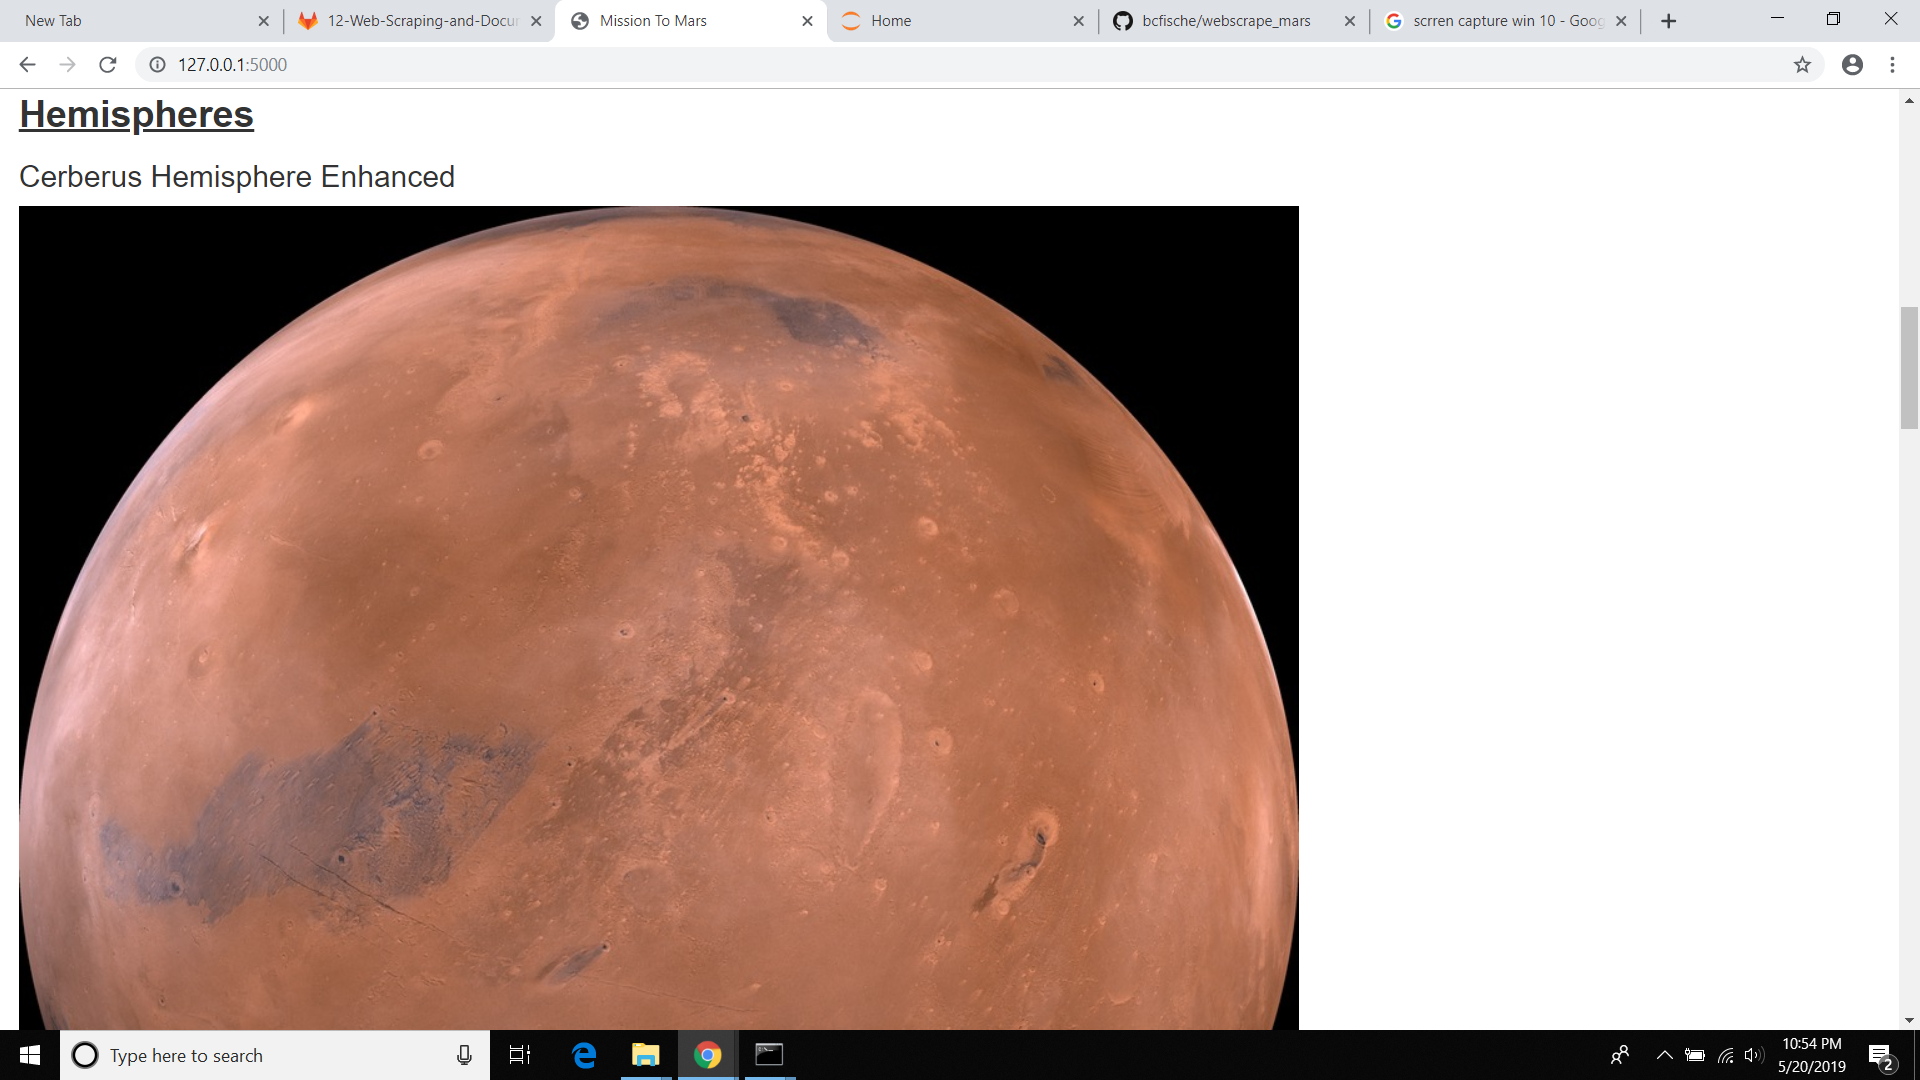 New Tab
12-Web-Scraping-and-Docur
Mission To Mars
Home
bcfische/webscrape_mars
scrren capture win 10 - Goog
127.0.0.1:5000
Hemispheres
Cerberus Hemisphere Enhanced
Type here to search
10:54 PM
5/20/2019
2